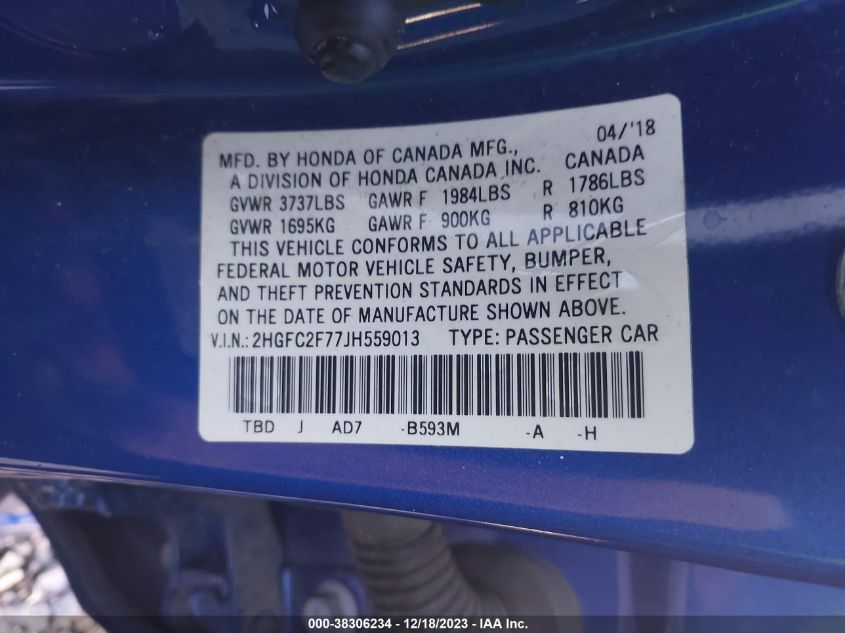 04/'18
MFD. BY HONDA OF CANADA MFG., CANADA
A DIVISION OF HONDA CANADA INC.
GVWR 3737LBS GAWR F 1984LBS R 1786LBS
GVWR 1695KG GAWR F 900KG R 810KG
THIS VEHICLE CONFORMS TO ALL APPLICABLE
FEDERAL MOTOR VEHICLE SAFETY, BUMPER,
AND THEFT PREVENTION STANDARDS IN EFFECT
ON THE DATE OF MANUFACTURE SHOWN ABOVE.
V.I.N.: 2HGFC2F77JH559013 TYPE: PASSENGER CAR
TBD J AD7 -B593M -A -H
000-38306234 - 12/18/2023 - IAA Inc.